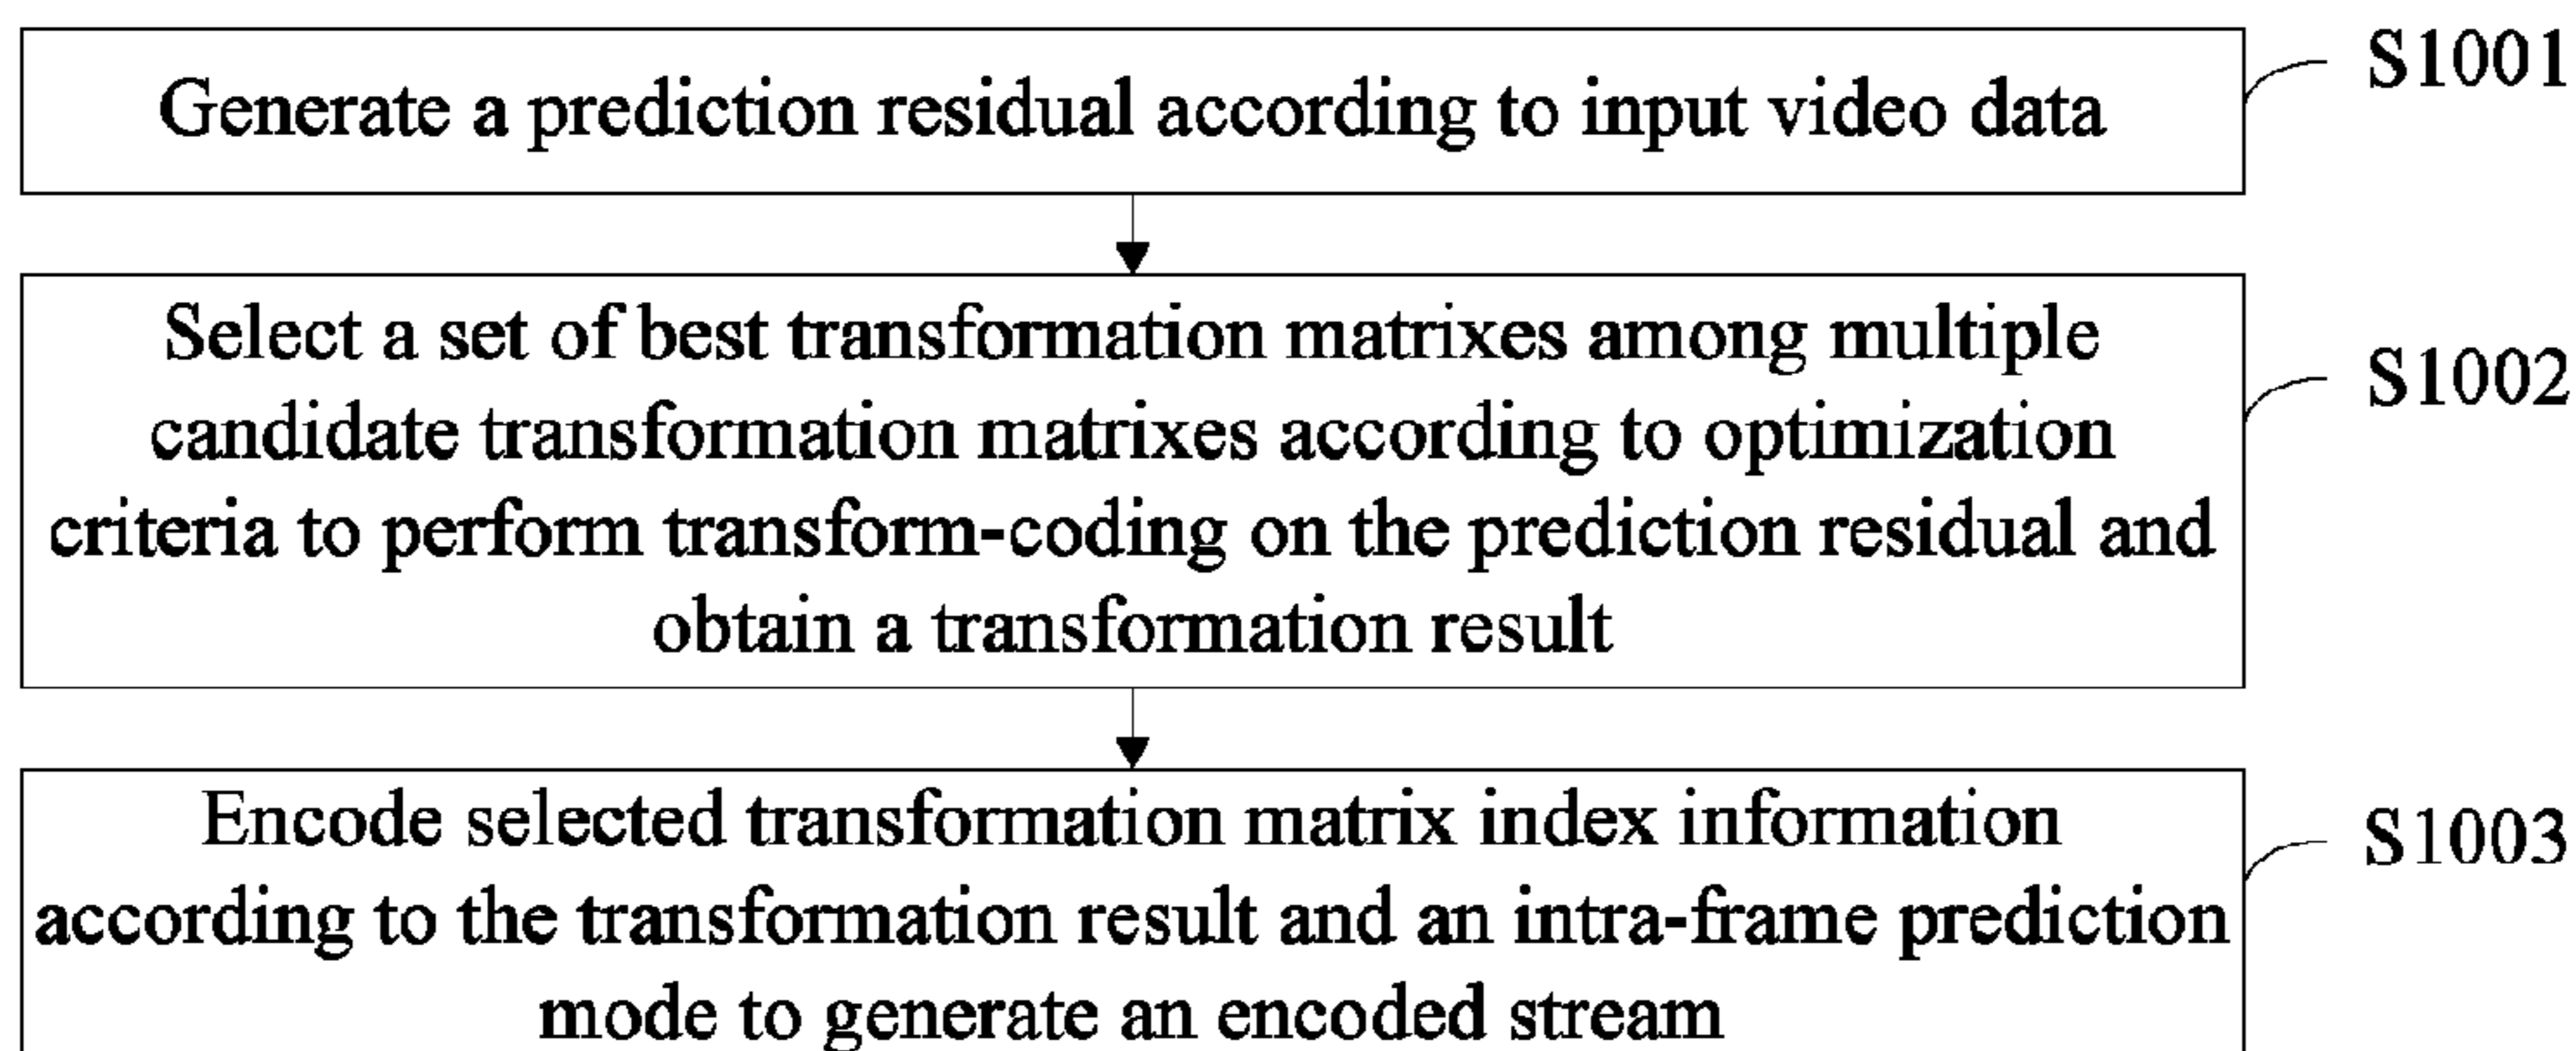 Generate a prediction residual according to input video data
S1001
Select a set of best transformation matrixes among multiple
candidate transformation matrixes according to optimization
criteria to perform transform-coding on the prediction residual and
obtain a transformation result
S1002
Encode selected transformation matrix index information
according to the transformation result and an intra-frame prediction
mode to generate an encoded stream
S1003